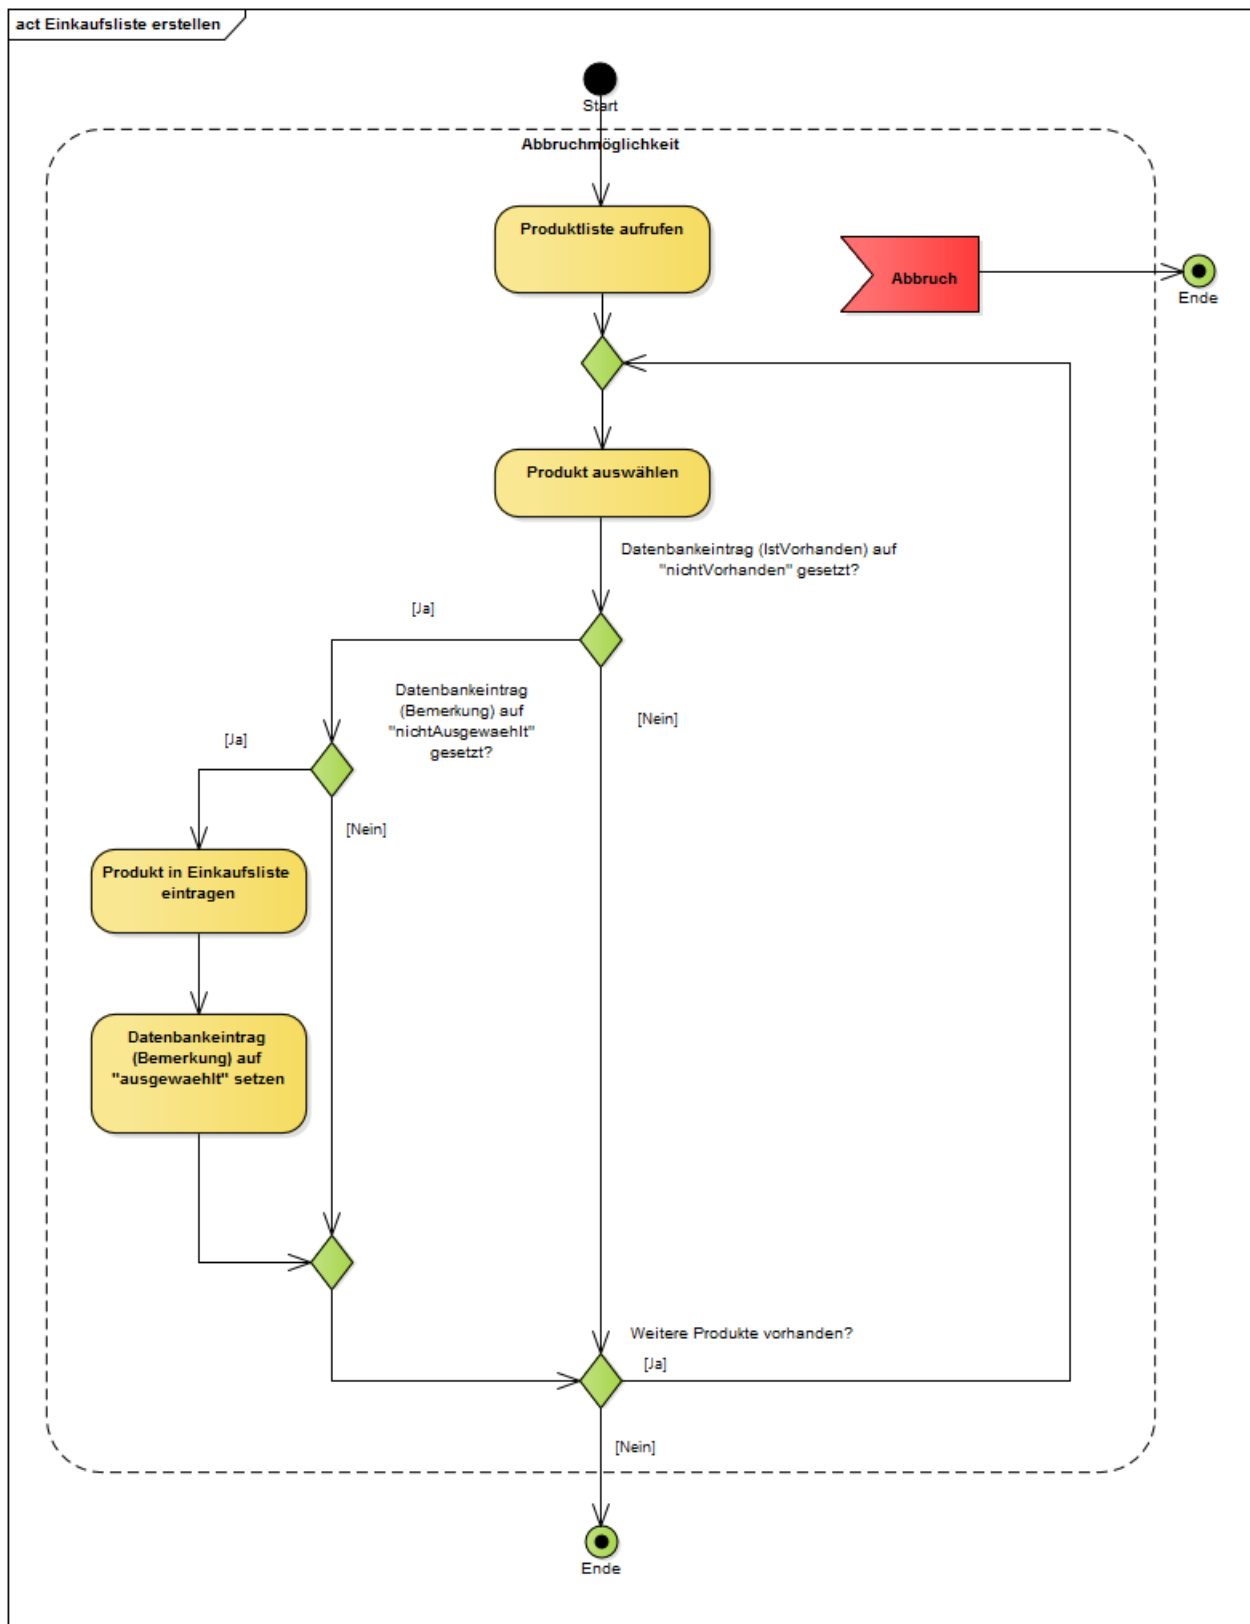 act Einkaufsliste erstellen
Start
Abbruchmöglichkeit
Produktliste aufrufen
Abbruch
Ende
Produkt auswählen
Datenbankeintrag (IstVorhanden) auf
"nichtVorhanden" gesetzt?
[Ja]
Datenbankeintrag
(Bemerkung) auf
"nichtAusgewaehlt"
gesetzt?
[Nein]
[Ja]
[Nein]
Produkt in Einkaufsliste
eintragen
Datenbankeintrag
(Bemerkung) auf
"ausgewaehlt" setzen
Weitere Produkte vorhanden?
[Ja]
[Nein]
Ende